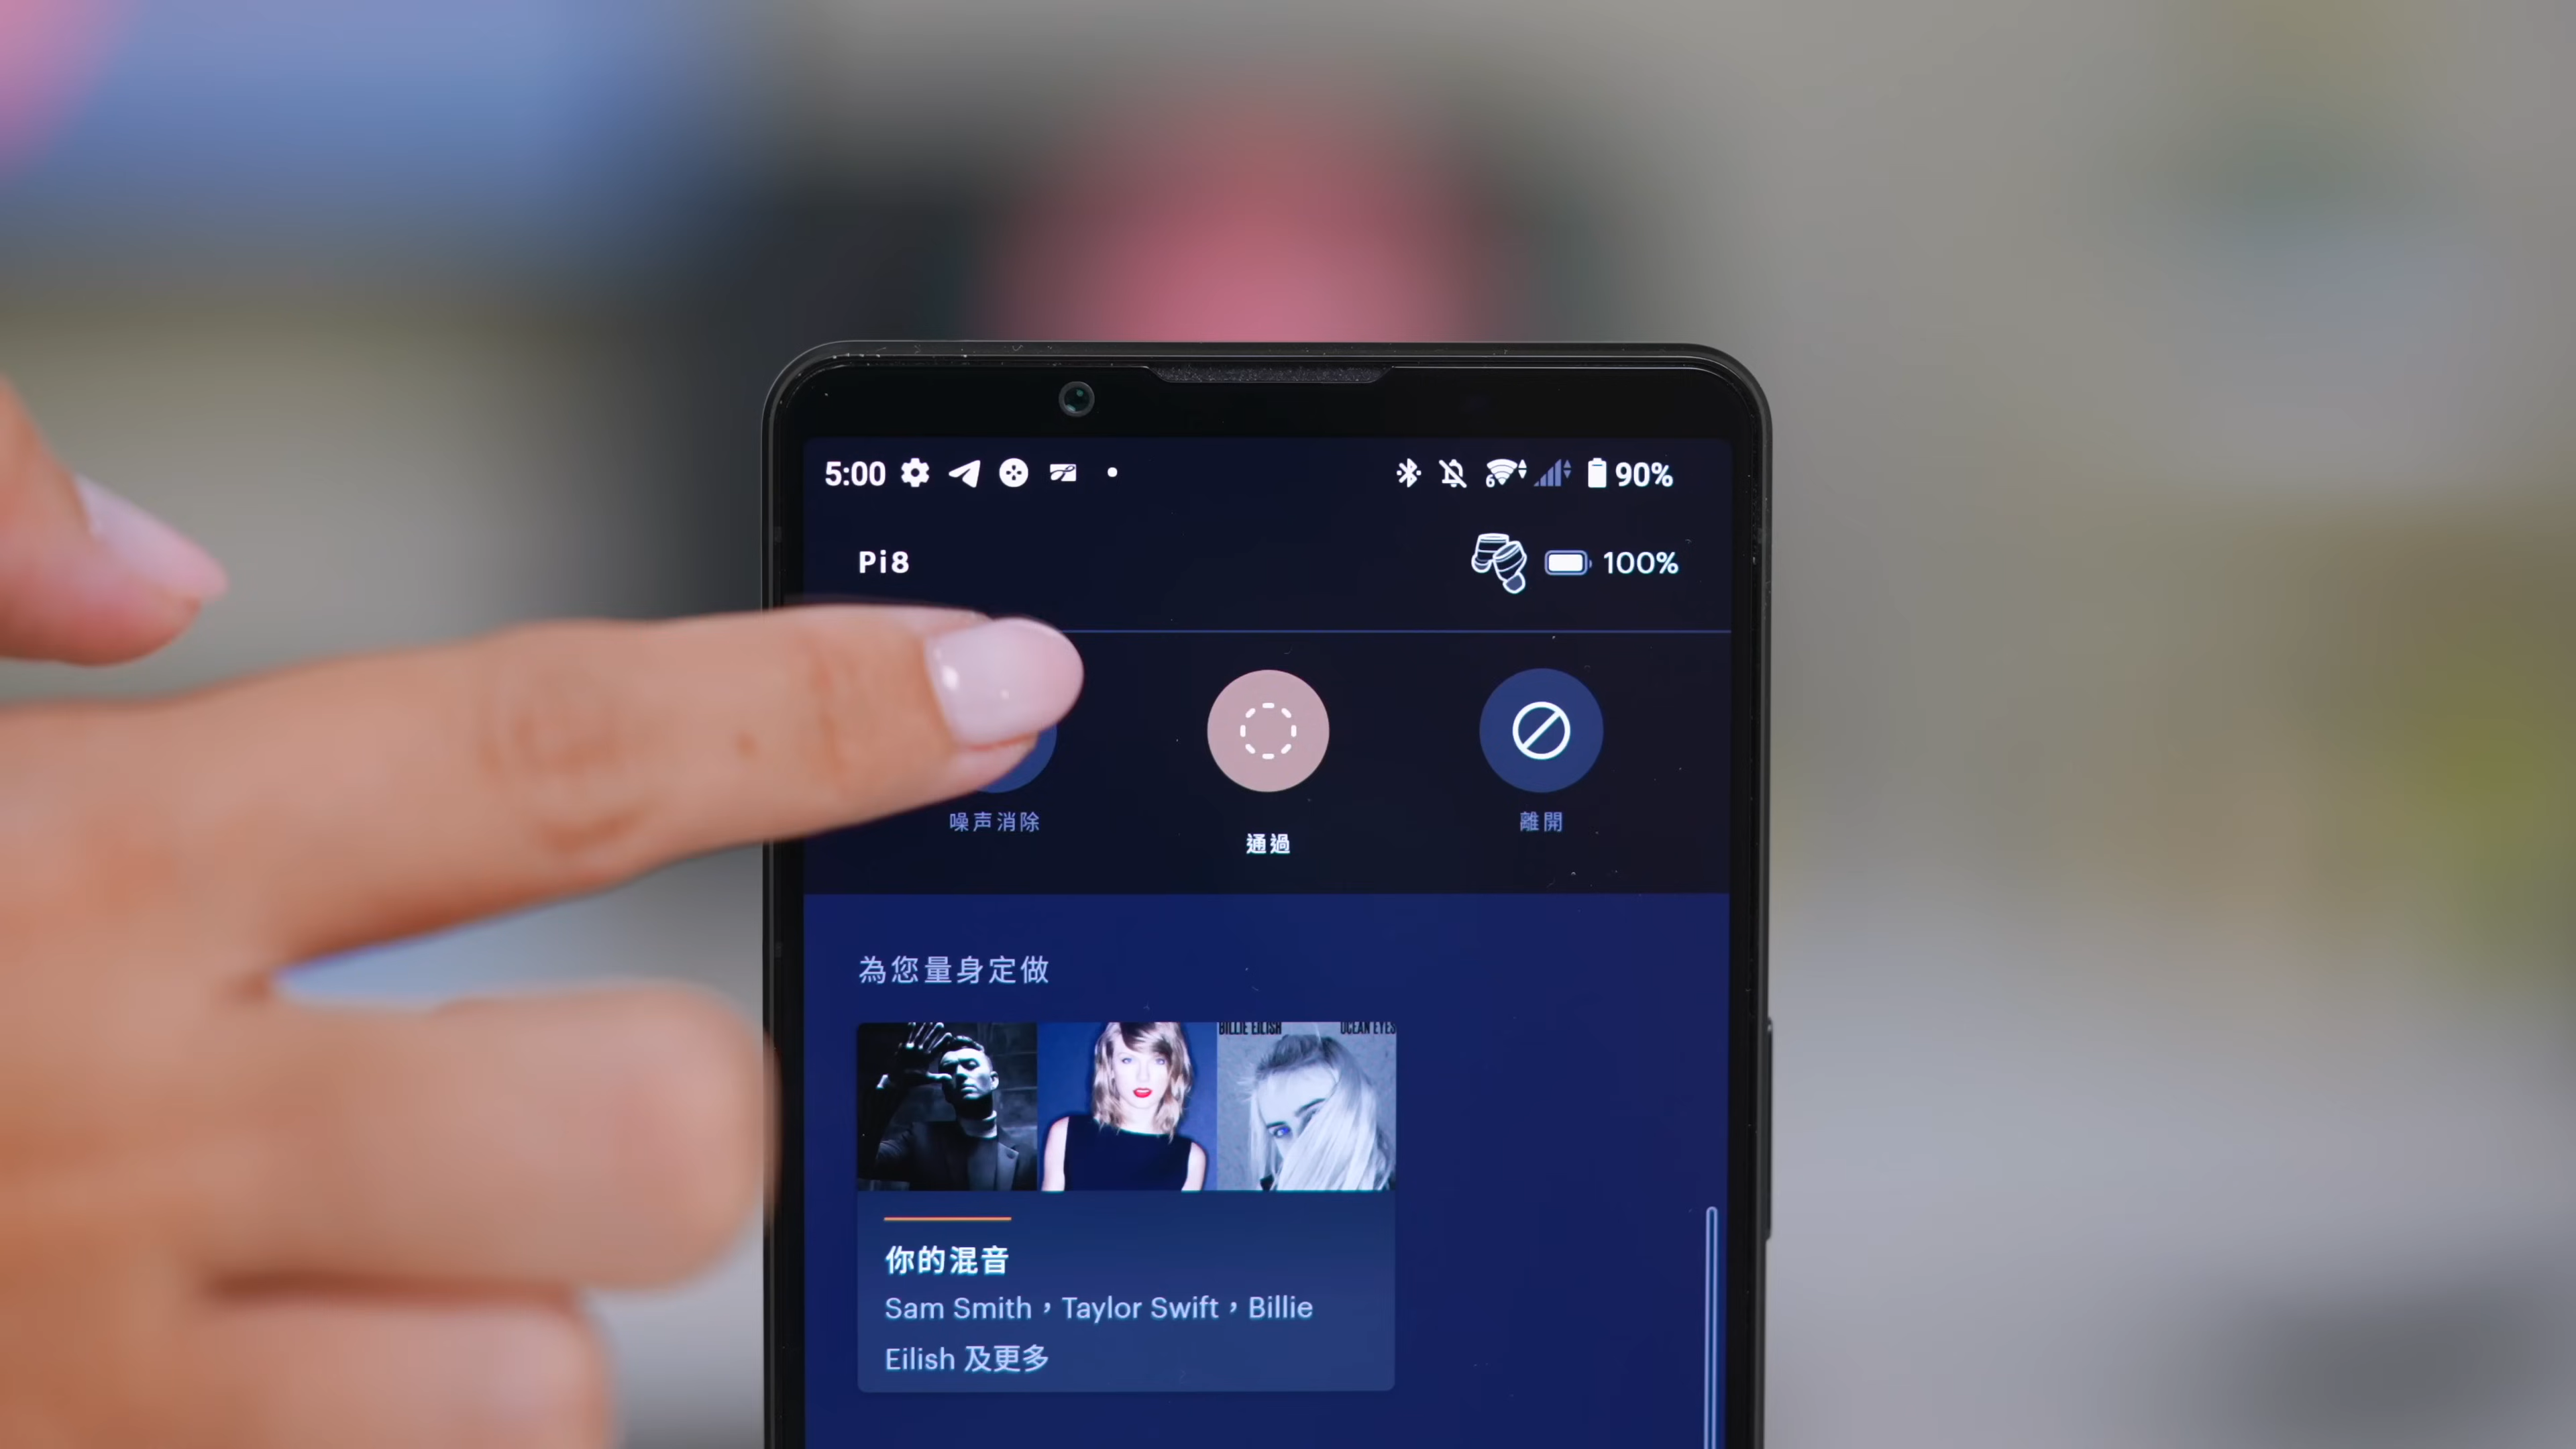 5:00 90%
Pi8 100%
噪声消除 通過 離開
為您量身定做
BILLIE EILISH OCEAN EYES
你的混音
Sam Smith，Taylor Swift，Billie
Eilish 及更多